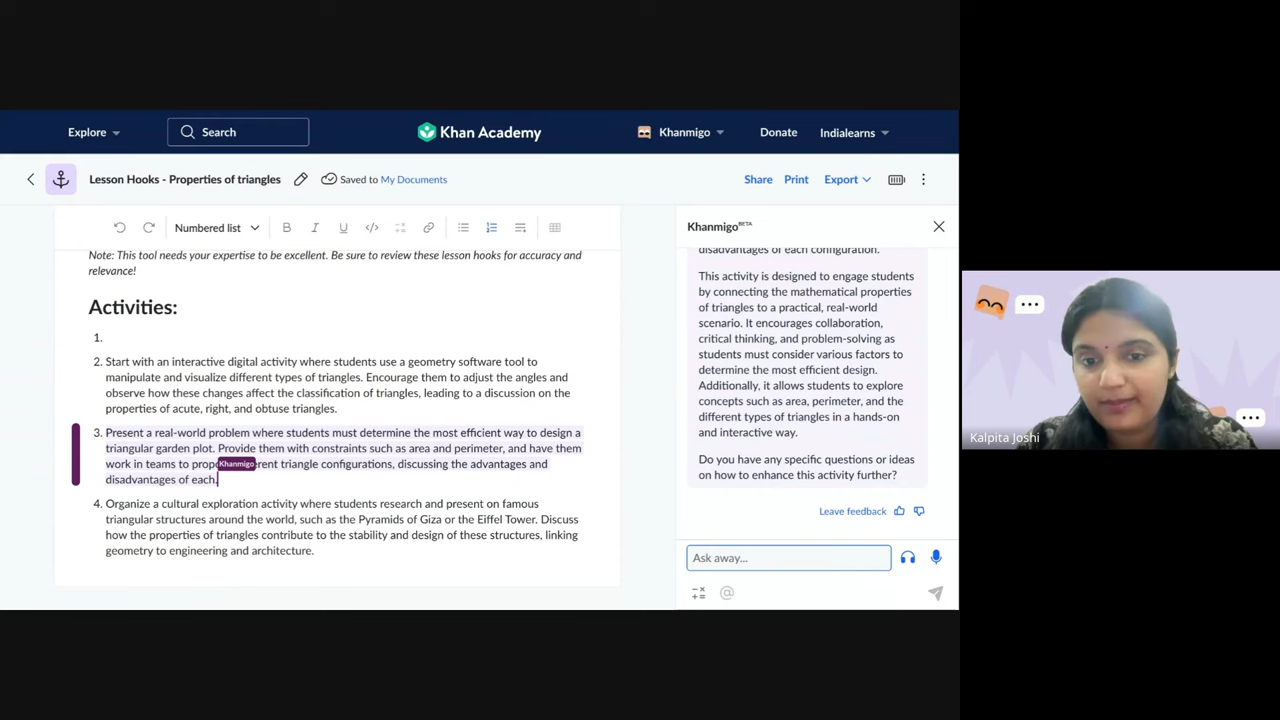 Explore
Search
Khan Academy
Khanmigo
Donate
Indialearns
Lesson Hooks - Properties of triangles
Saved to My Documents
Share
Print
Export
Numbered list
B I U </>
Note: This tool needs your expertise to be excellent. Be sure to review these lesson hooks for accuracy and
relevance!
Activities:
1.
2. Start with an interactive digital activity where students use a geometry software tool to
manipulate and visualize different types of triangles. Encourage them to adjust the angles and
observe how these changes affect the classification of triangles, leading to a discussion on the
properties of acute, right, and obtuse triangles.
3. Present a real-world problem where students must determine the most efficient way to design a
triangular garden plot. Provide them with constraints such as area and perimeter, and have them
work in teams to prop Khanmigo erent triangle configurations, discussing the advantages and
disadvantages of each.
4. Organize a cultural exploration activity where students research and present on famous
triangular structures around the world, such as the Pyramids of Giza or the Eiffel Tower. Discuss
how the properties of triangles contribute to the stability and design of these structures, linking
geometry to engineering and architecture.
Khanmigo BETA
disadvantages of each configuration.
This activity is designed to engage students
by connecting the mathematical properties
of triangles to a practical, real-world
scenario. It encourages collaboration,
critical thinking, and problem-solving as
students must consider various factors to
determine the most efficient design.
Additionally, it allows students to explore
concepts such as area, perimeter, and the
different types of triangles in a hands-on
and interactive way.
Do you have any specific questions or ideas
on how to enhance this activity further?
Leave feedback
Ask away...
@
Kalpita Joshi